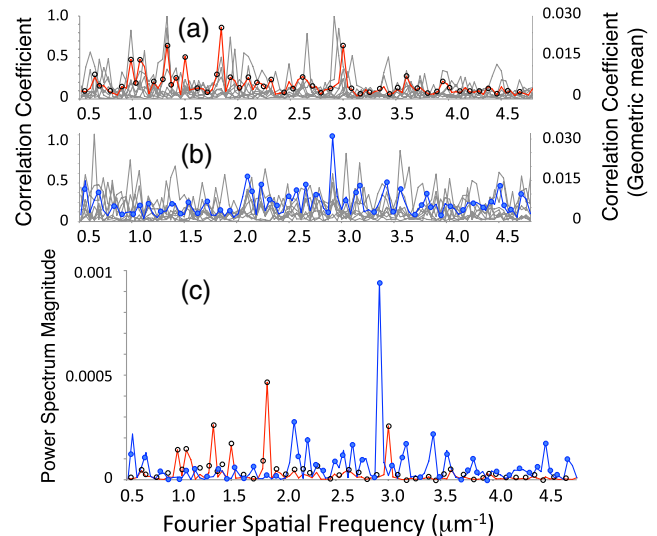 Correlation Coefficient
1.0
0.5
0
(a)
0.030
0.015
0
0.5 1.0 1.5 2.0 2.5 3.0 3.5 4.0 4.5
1.0
0.5
0
(b)
0.030
0.015
0
0.5 1.0 1.5 2.0 2.5 3.0 3.5 4.0 4.5
Correlation Coefficient
(Geometric mean)
Power Spectrum Magnitude
0.001
0.0005
0
(c)
0.5 1.0 1.5 2.0 2.5 3.0 3.5 4.0 4.5
Fourier Spatial Frequency (μm⁻¹)